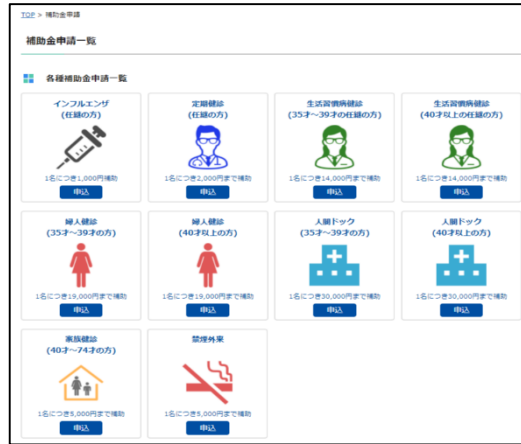 TOP > 補助金申請
補助金申請一覧
各種補助金申請一覧
インフルエンザ
(任継の方)
1名につき1,000円補助
申込
定期健診
(任継の方)
1名につき2,000円まで補助
申込
生活習慣病健診
(35才～39才の任継の方)
1名につき14,000円まで補助
申込
生活習慣病健診
(40才以上の任継の方)
1名につき14,000円まで補助
申込
婦人健診
(35才～39才の方)
1名につき19,000円まで補助
申込
婦人健診
(40才以上の方)
1名につき19,000円まで補助
申込
人間ドック
(35才～39才の方)
1名につき30,000円まで補助
申込
人間ドック
(40才以上の方)
1名につき30,000円まで補助
申込
家族健診
(40才～74才の方)
1名につき5,000円まで補助
申込
禁煙外来
1名につき5,000円まで補助
申込